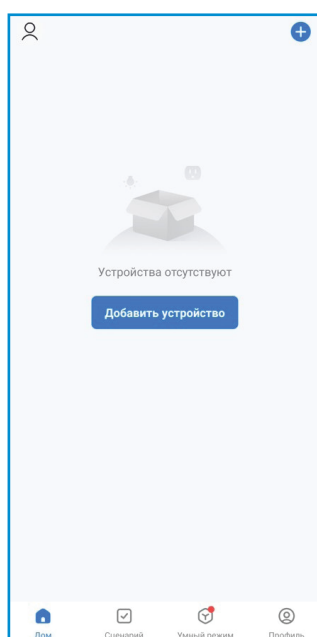 Устройства отсутствуют
Добавить устройство
Дом
Сценарий
Умный режим
Профиль